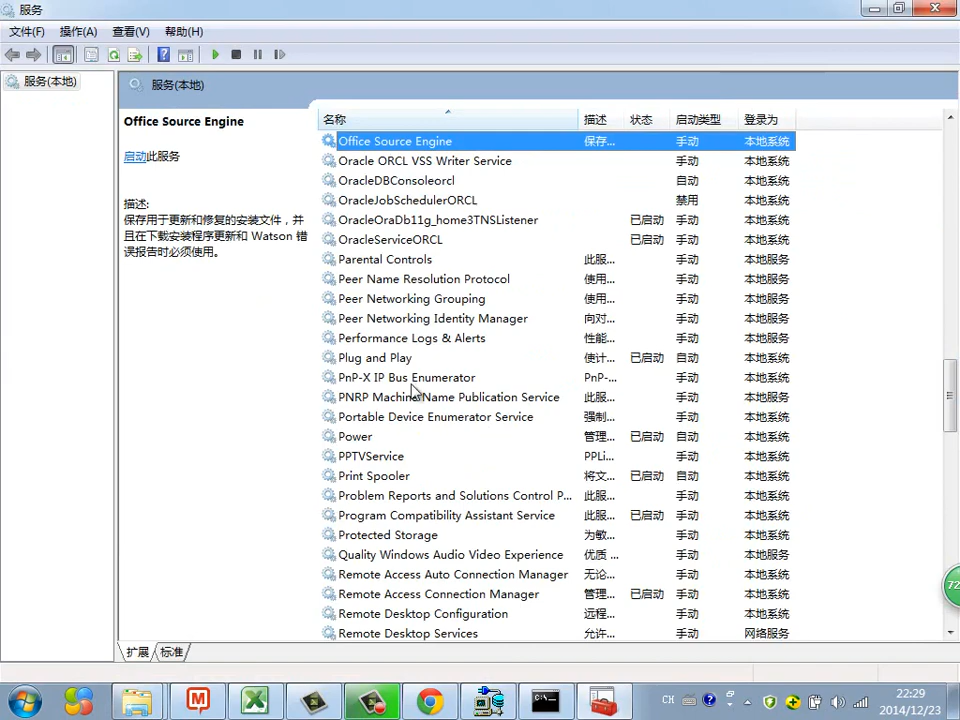 服务
文件(F) 操作(A) 查看(V) 帮助(H)
服务(本地)
服务(本地)
Office Source Engine
启动此服务
描述:
保存用于更新和修复的安装文件，并
且在下载安装程序更新和 Watson 错
误报告时必须使用。
名称 描述 状态 启动类型 登录为
Office Source Engine 保存... 手动 本地系统
Oracle ORCL VSS Writer Service 手动 本地系统
OracleDBConsoleorcl 自动 本地系统
OracleJobSchedulerORCL 禁用 本地系统
OracleOraDb11g_home3TNSListener 已启动 手动 本地系统
OracleServiceORCL 已启动 手动 本地系统
Parental Controls 此服... 手动 本地服务
Peer Name Resolution Protocol 使用... 手动 本地服务
Peer Networking Grouping 使用... 手动 本地服务
Peer Networking Identity Manager 向对... 手动 本地服务
Performance Logs & Alerts 性能... 手动 本地服务
Plug and Play 使计... 已启动 自动 本地系统
PnP-X IP Bus Enumerator PnP-... 手动 本地系统
PNRP Machine Name Publication Service 此服... 手动 本地服务
Portable Device Enumerator Service 强制... 手动 本地系统
Power 管理... 已启动 自动 本地系统
PPTVService PPLi... 手动 本地系统
Print Spooler 将文... 已启动 自动 本地系统
Problem Reports and Solutions Control P... 此服... 手动 本地系统
Program Compatibility Assistant Service 此服... 已启动 手动 本地系统
Protected Storage 为敏... 手动 本地系统
Quality Windows Audio Video Experience 优质 ... 手动 本地服务
Remote Access Auto Connection Manager 无论... 手动 本地系统
Remote Access Connection Manager 管理... 已启动 手动 本地系统
Remote Desktop Configuration 远程... 手动 本地系统
Remote Desktop Services 允许... 手动 网络服务
72
扩展 标准
CH
22:29
2014/12/23